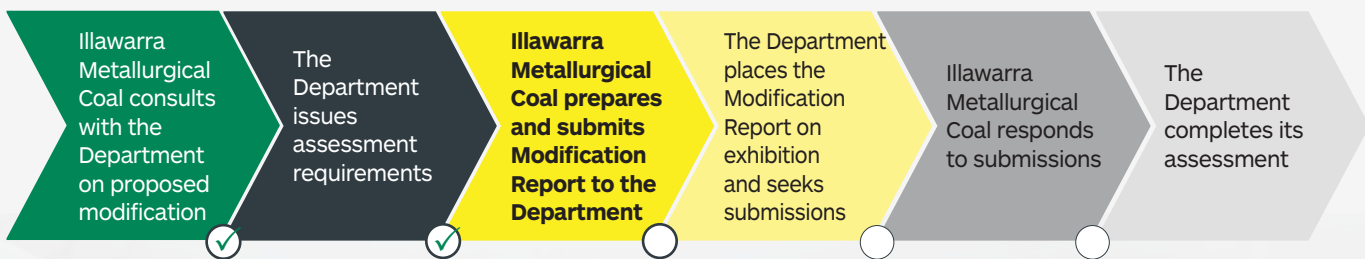 Illawarra
Metallurgical
Coal consults
with the
Department
on proposed
modification
The
Department
issues
assessment
requirements
Illawarra
Metallurgical
Coal prepares
and submits
Modification
Report to the
Department
The Department
places the
Modification
Report on
exhibition
and seeks
submissions
Illawarra
Metallurgical
Coal responds
to submissions
The
Department
completes its
assessment